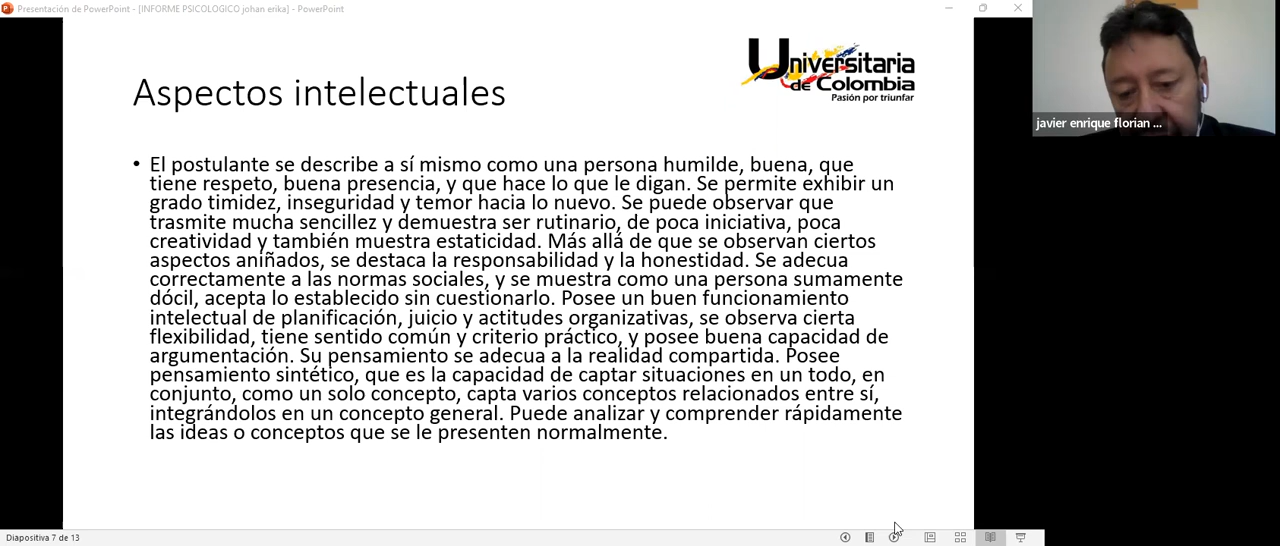 Presentación de PowerPoint - [INFORME PSICOLOGICO johan erika] - PowerPoint
Universitaria
de Colombia
Pasión por triunfar
javier enrique florian ...
Aspectos intelectuales
• El postulante se describe a sí mismo como una persona humilde, buena, que
tiene respeto, buena presencia, y que hace lo que le digan. Se permite exhibir un
grado timidez, inseguridad y temor hacia lo nuevo. Se puede observar que
trasmite mucha sencillez y demuestra ser rutinario, de poca iniciativa, poca
creatividad y también muestra estaticidad. Más allá de que se observan ciertos
aspectos aniñados, se destaca la responsabilidad y la honestidad. Se adecua
correctamente a las normas sociales, y se muestra como una persona sumamente
dócil, acepta lo establecido sin cuestionarlo. Posee un buen funcionamiento
intelectual de planificación, juicio y actitudes organizativas, se observa cierta
flexibilidad, tiene sentido común y criterio práctico, y posee buena capacidad de
argumentación. Su pensamiento se adecua a la realidad compartida. Posee
pensamiento sintético, que es la capacidad de captar situaciones en un todo, en
conjunto, como un solo concepto, capta varios conceptos relacionados entre sí,
integrándolos en un concepto general. Puede analizar y comprender rápidamente
las ideas o conceptos que se le presenten normalmente.
Diapositiva 7 de 13